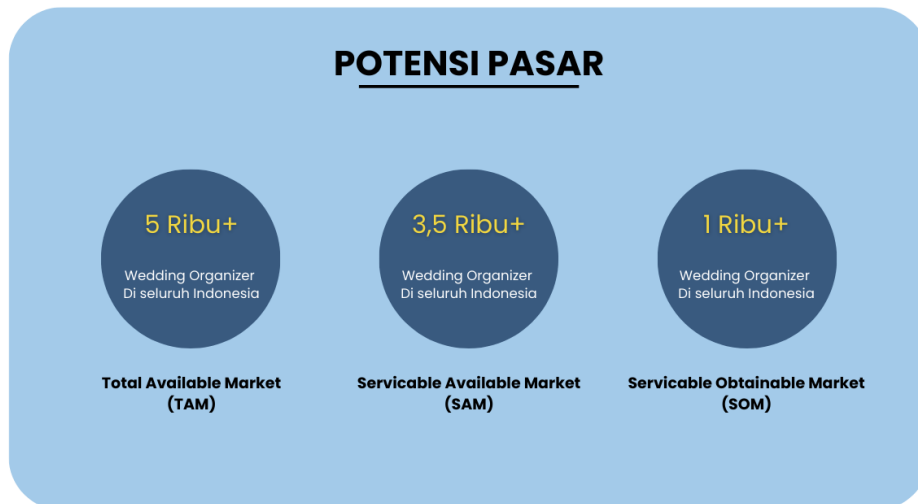 POTENSI PASAR
5 Ribu+
Wedding Organizer
Di seluruh Indonesia
Total Available Market
(TAM)
3,5 Ribu+
Wedding Organizer
Di seluruh Indonesia
Servicable Available Market
(SAM)
1 Ribu+
Wedding Organizer
Di seluruh Indonesia
Servicable Obtainable Market
(SOM)